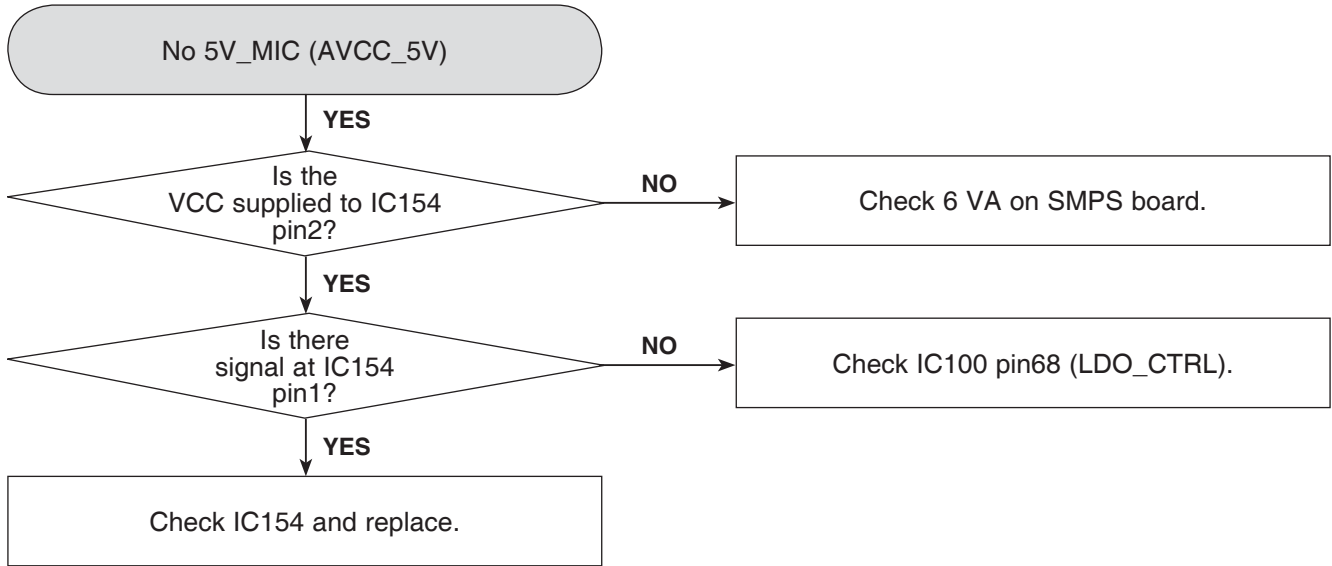 No 5V_MIC (AVCC_5V)
YES
Is the
VCC supplied to IC154
pin2?
NO
Check 6 VA on SMPS board.
YES
Is there
signal at IC154
pin1?
NO
Check IC100 pin68 (LDO_CTRL).
YES
Check IC154 and replace.